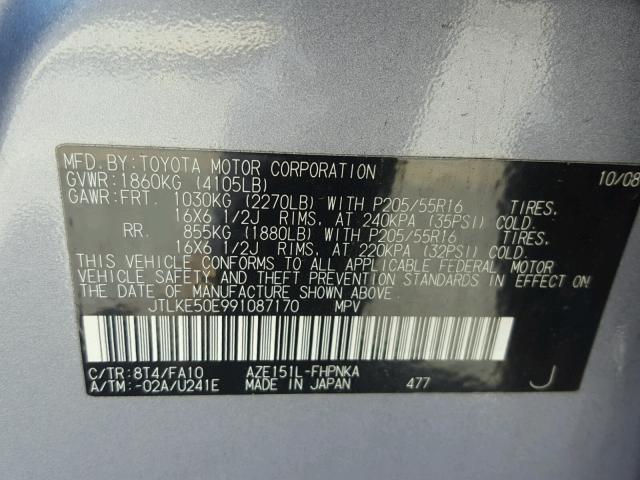 MFD.BY:TOYOTA MOTOR CORPORATION 10/08
GVWR:1860KG (4105LB)
GAWR:FRT. 1030KG (2270LB) WITH P205/55R16 TIRES,
16X6 1/2J RIMS, AT 240KPA (35PSI) COLD.
RR. 855KG (1880LB) WITH P205/55R16 TIRES,
16X6 1/2J RIMS, AT 220KPA (32PSI) COLD.
THIS VEHICLE CONFORMS TO ALL APPLICABLE FEDERAL MOTOR
VEHICLE SAFETY AND THEFT PREVENTION STANDARDS IN EFFECT ON
THE DATE OF MANUFACTURE SHOWN ABOVE.
JTLKE50E991087170 MPV
C/TR:8T4/FA10 AZE151L-FHPNKA
A/TM:-02A/U241E MADE IN JAPAN 477 J